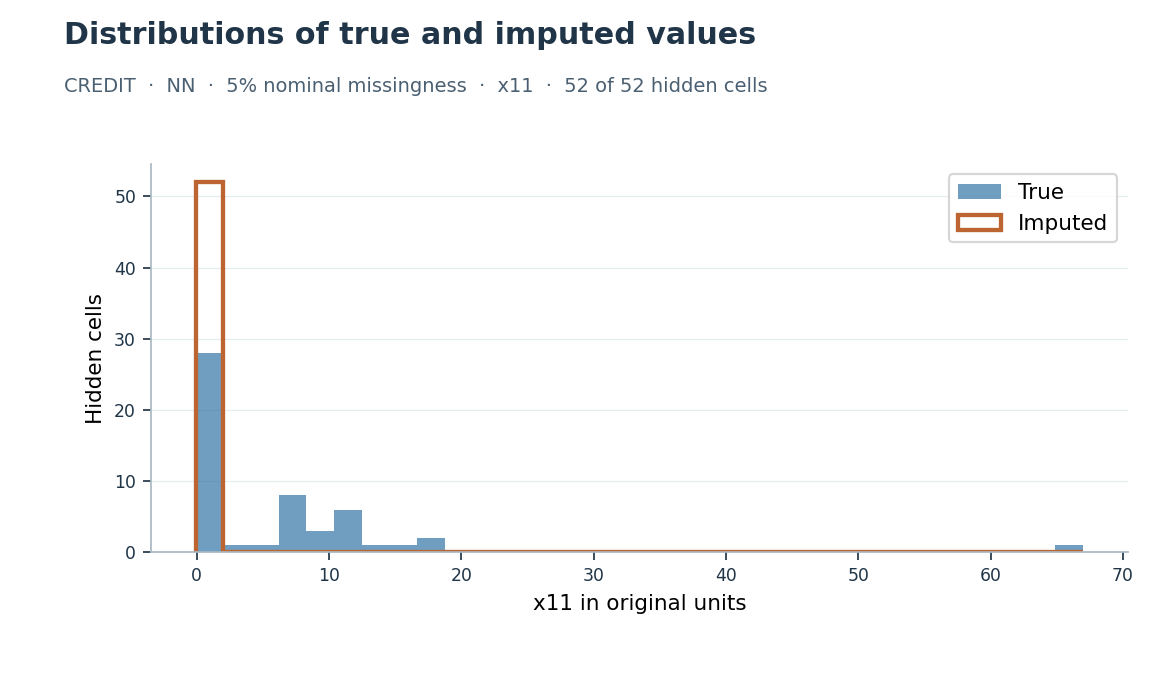 Distributions of true and imputed values
CREDIT · NN · 5% nominal missingness · x11 · 52 of 52 hidden cells
True
Imputed
Hidden cells
50
40
30
20
10
0
0 10 20 30 40 50 60 70
x11 in original units